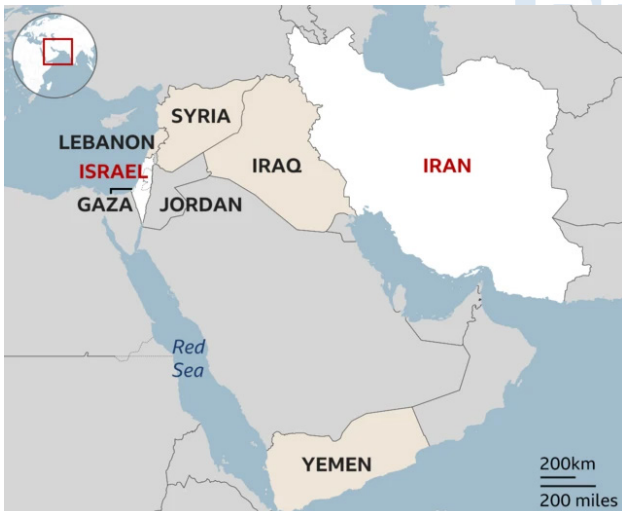 SYRIA
LEBANON
ISRAEL
IRAQ
IRAN
GAZA
JORDAN
Red
Sea
YEMEN
200km
200 miles